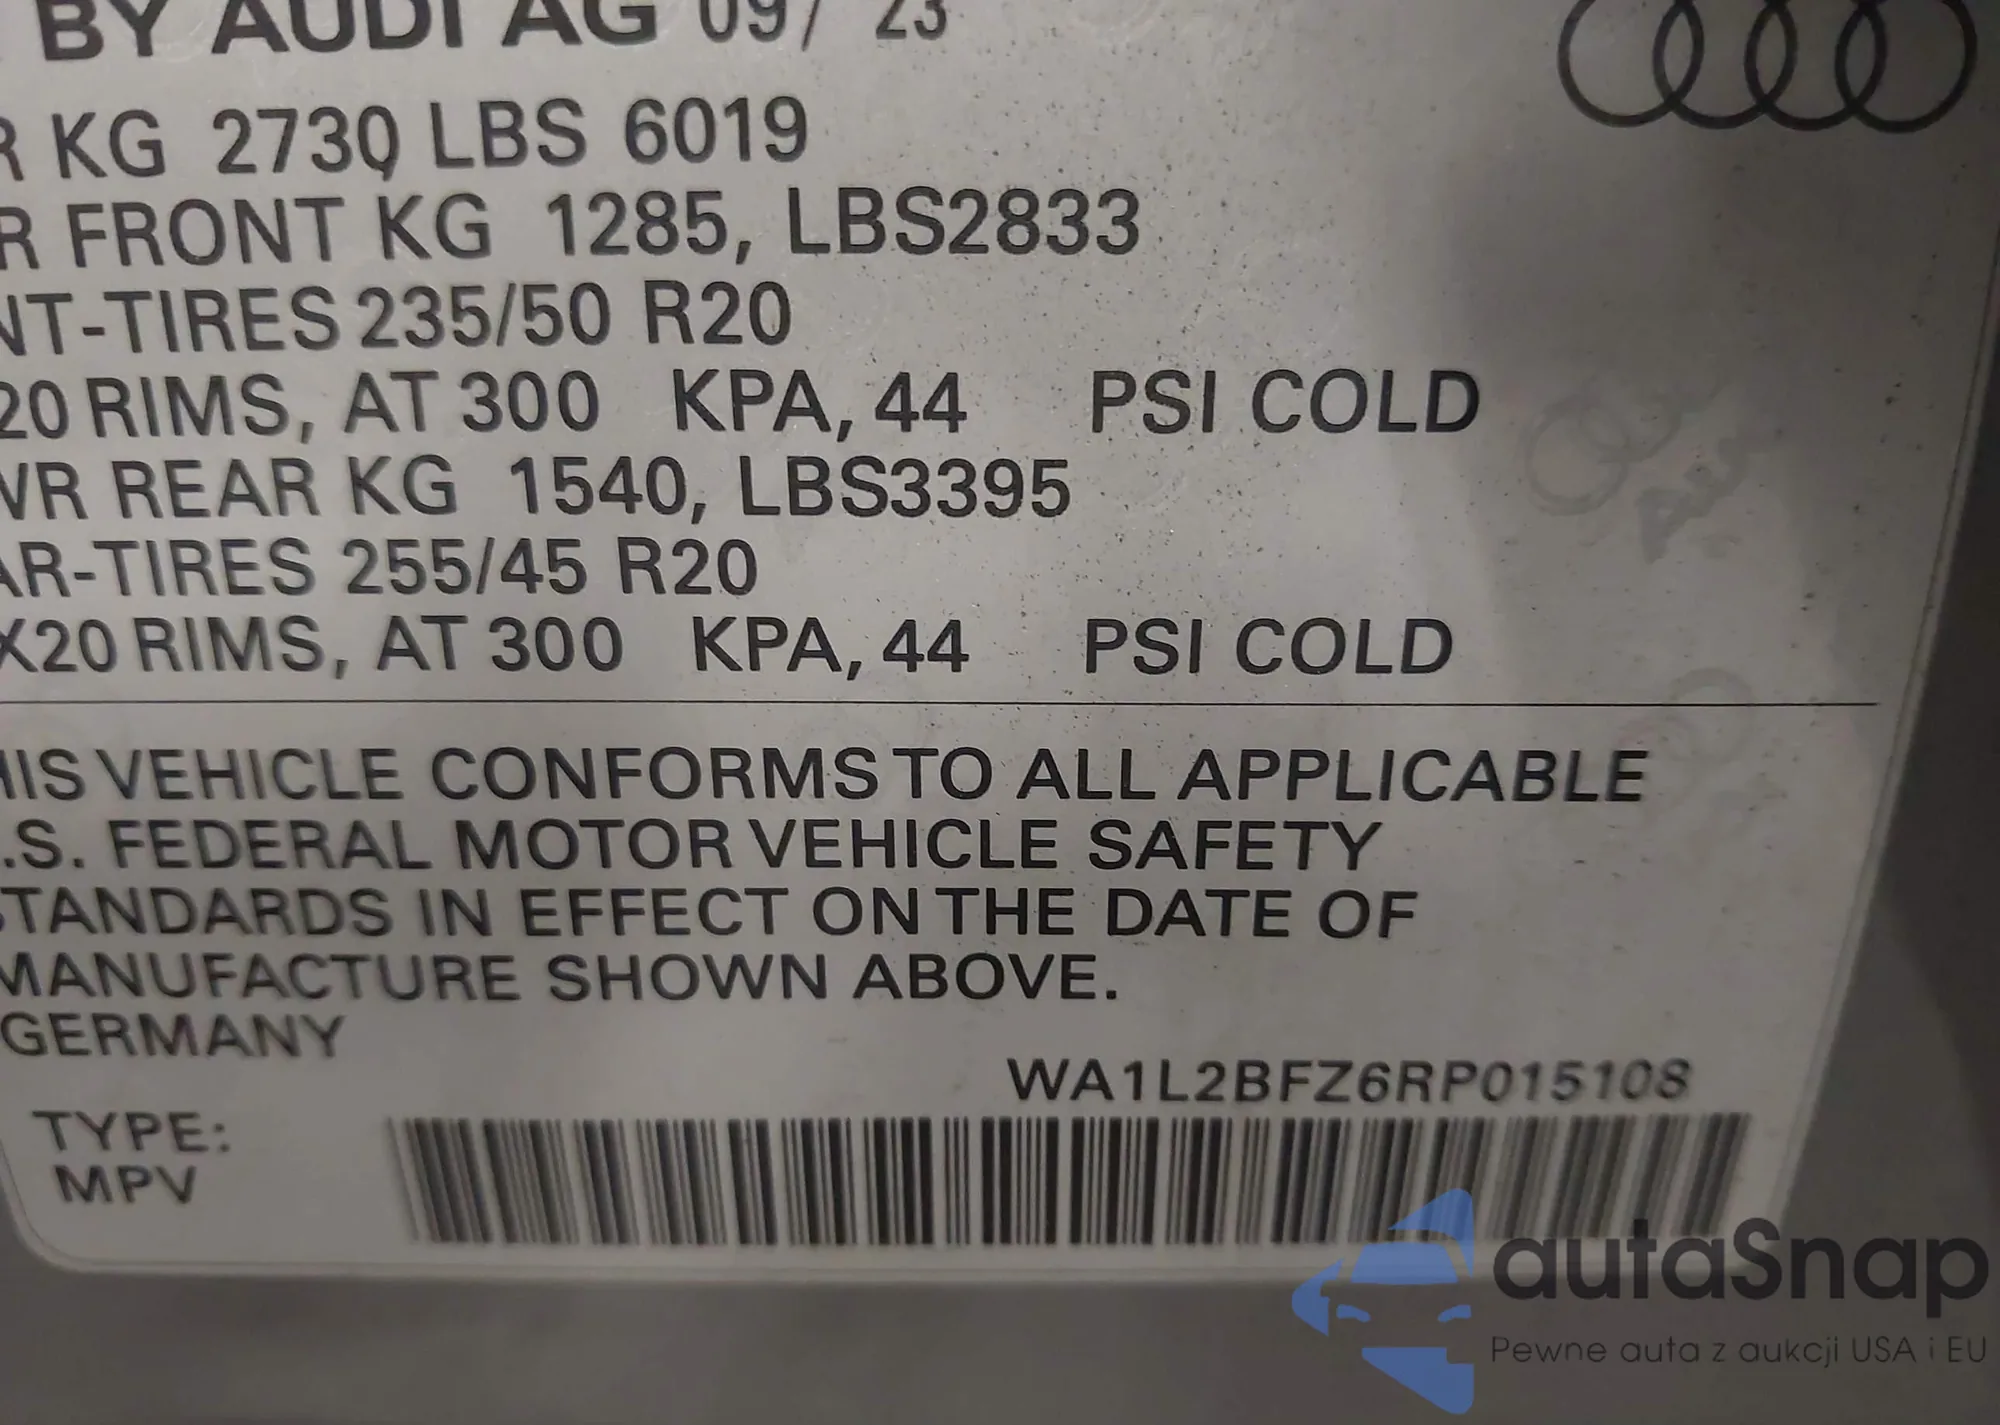 BY AUDI AG 09/ 23
R KG 2730 LBS 6019
R FRONT KG 1285, LBS2833
NT-TIRES 235/50 R20
20 RIMS, AT 300 KPA, 44 PSI COLD
WR REAR KG 1540, LBS3395
AR-TIRES 255/45 R20
X20 RIMS, AT 300 KPA, 44 PSI COLD
HIS VEHICLE CONFORMS TO ALL APPLICABLE
.S. FEDERAL MOTOR VEHICLE SAFETY
STANDARDS IN EFFECT ON THE DATE OF
MANUFACTURE SHOWN ABOVE.
GERMANY
WA1L2BFZ6RP015108
TYPE:
MPV
autaSnap
Pewne auta z aukcji USA i EU